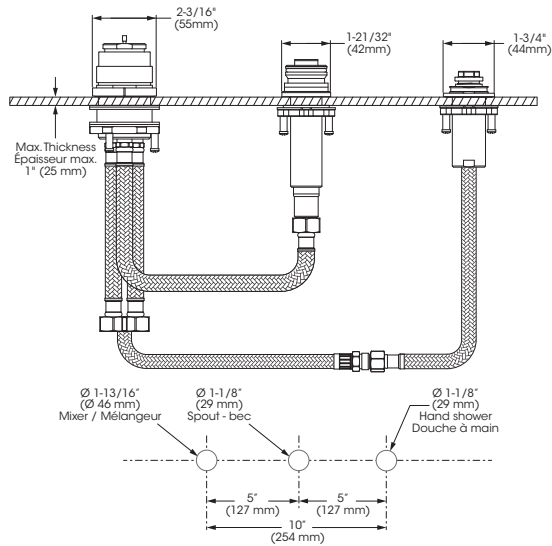 2-3/16"
(55mm)
1-21/32"
(42mm)
1-3/4"
(44mm)
Max. Thickness
Épaisseur max.
1" (25 mm)
Ø 1-13/16"
(Ø 46 mm)
Mixer / Mélangeur
Ø 1-1/8"
(29 mm)
Spout - bec
Ø 1-1/8"
(29 mm)
Hand shower
Douche à main
5"
(127 mm)
5"
(127 mm)
10"
(254 mm)